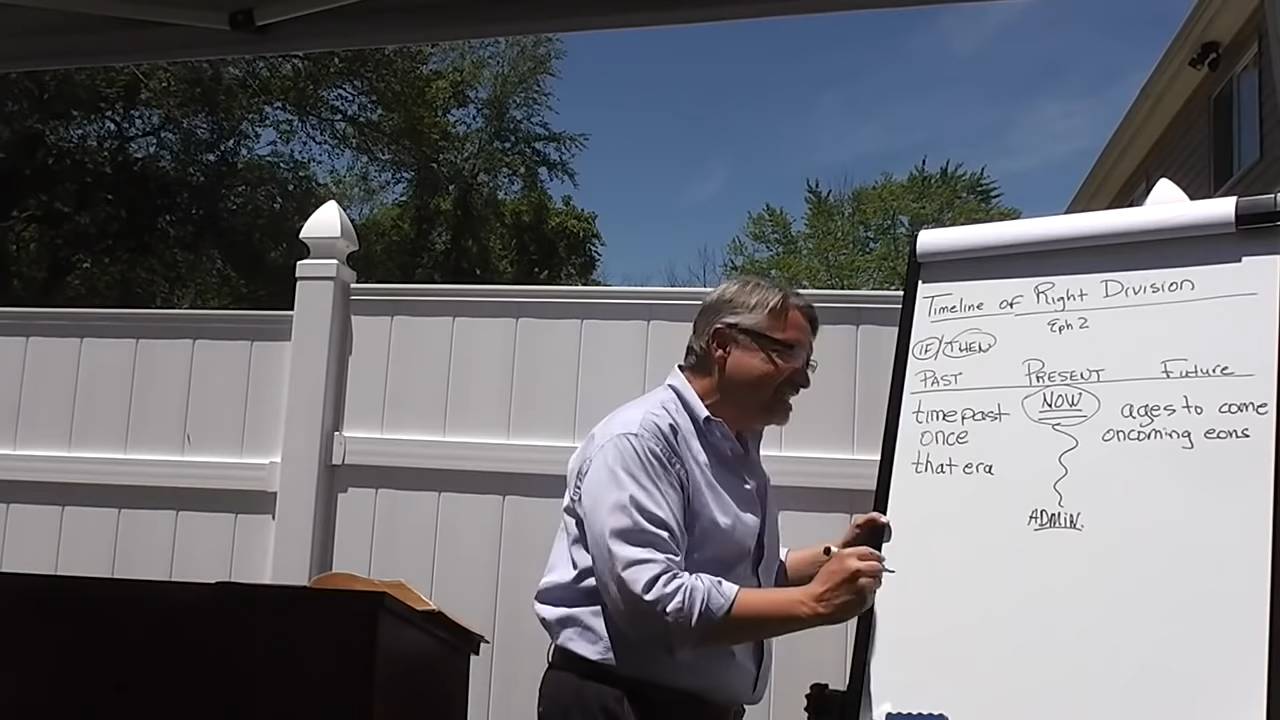 Timeline of Right Division
Eph 2
IF/THEN
PAST PRESENT Future
time past NOW ages to come
once oncoming eons
that era
ADMIN.